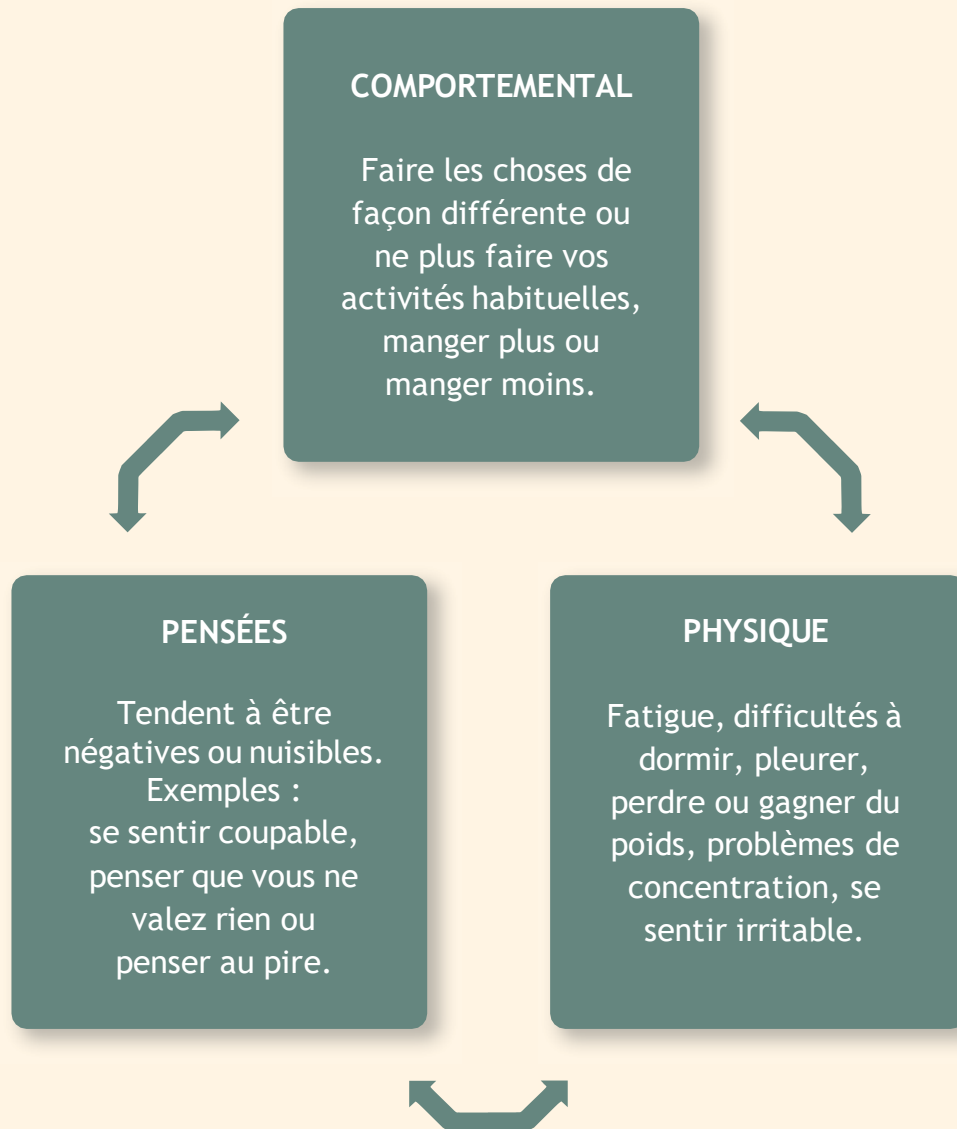 COMPORTEMENTAL
Faire les choses de
façon différente ou
ne plus faire vos
activités habituelles,
manger plus ou
manger moins.
PENSÉES
Tendent à être
négatives ou nuisibles.
Exemples :
se sentir coupable,
penser que vous ne
valez rien ou
penser au pire.
PHYSIQUE
Fatigue, difficultés à
dormir, pleurer,
perdre ou gagner du
poids, problèmes de
concentration, se
sentir irritable.